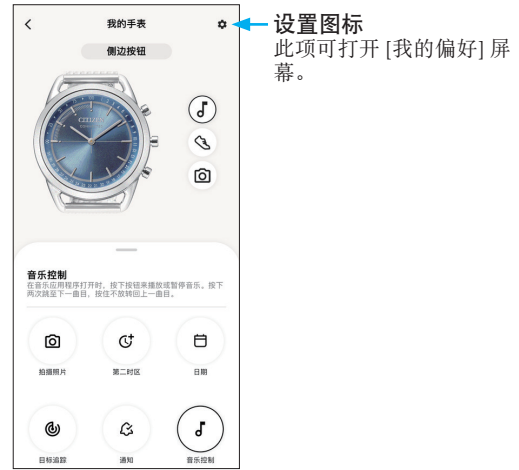 我的手表
侧边按钮
CITIZEN
音乐控制
在音乐应用程序打开时，按下按钮来播放或暂停音乐。按下
两次跳至下一曲目，按住不放转回上一曲目。
拍摄照片
第二时区
日期
目标追踪
通知
音乐控制
设置图标
此项可打开 [我的偏好] 屏
幕。